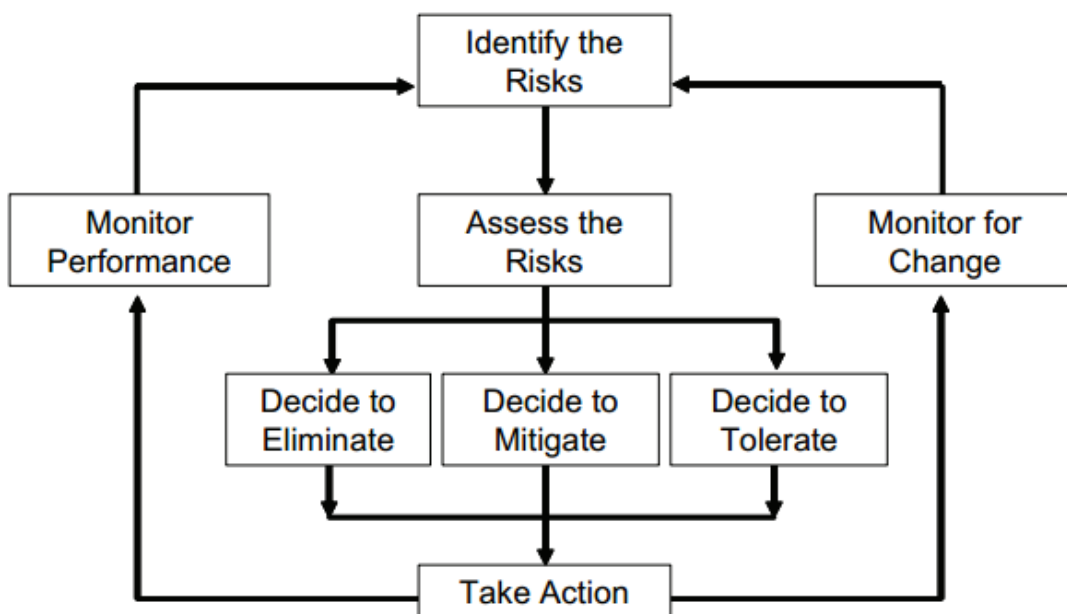 Identify the
Risks
Monitor
Performance
Assess the
Risks
Monitor for
Change
Decide to
Eliminate
Decide to
Mitigate
Decide to
Tolerate
Take Action